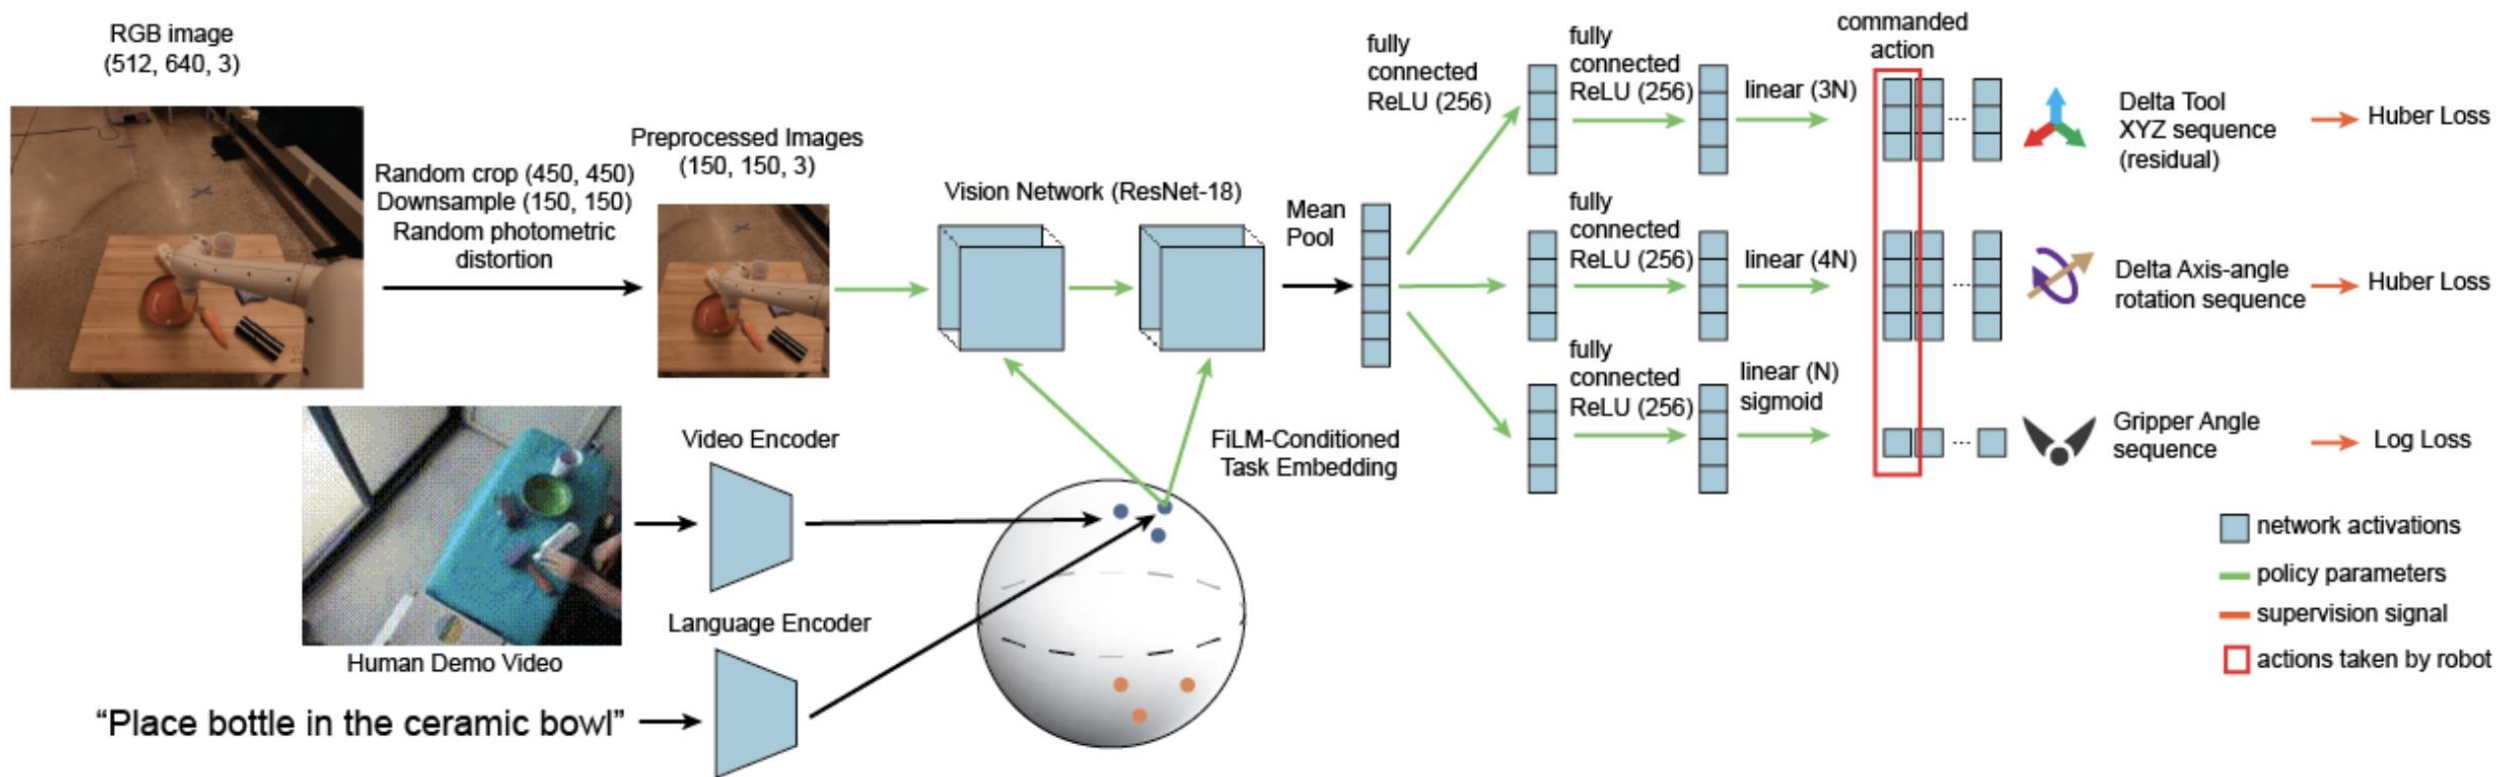 RGB image
(512, 640, 3)
Random crop (450, 450)
Downsample (150, 150)
Random photometric
distortion
Preprocessed Images
(150, 150, 3)
Vision Network (ResNet-18)
Mean
Pool
fully
connected
ReLU (256)
fully
connected
ReLU (256)
linear (3N)
commanded
action
...
Delta Tool
XYZ sequence
(residual)
Huber Loss
fully
connected
ReLU (256)
linear (4N)
...
Delta Axis-angle
rotation sequence
Huber Loss
fully
connected
ReLU (256)
linear (N)
sigmoid
...
Gripper Angle
sequence
Log Loss
Human Demo Video
Video Encoder
FiLM-Conditioned
Task Embedding
Language Encoder
“Place bottle in the ceramic bowl”
network activations
policy parameters
supervision signal
actions taken by robot